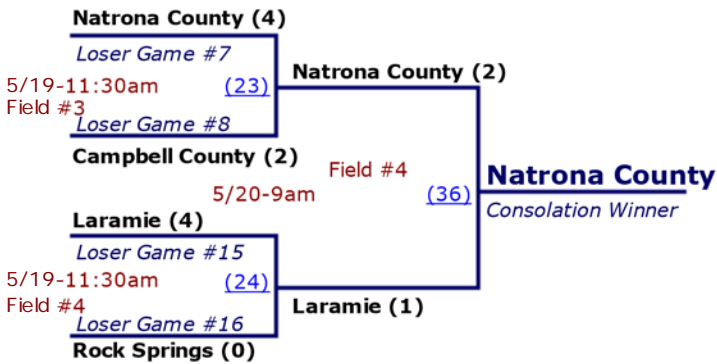 Natrona County (4)
Loser Game #7
5/19-11:30am
(23)
Field #3
Loser Game #8
Campbell County (2)
Natrona County (2)
Field #4
5/20-9am
(36)
Natrona County
Consolation Winner
Laramie (4)
Loser Game #15
5/19-11:30am
(24)
Field #4
Loser Game #16
Rock Springs (0)
Laramie (1)